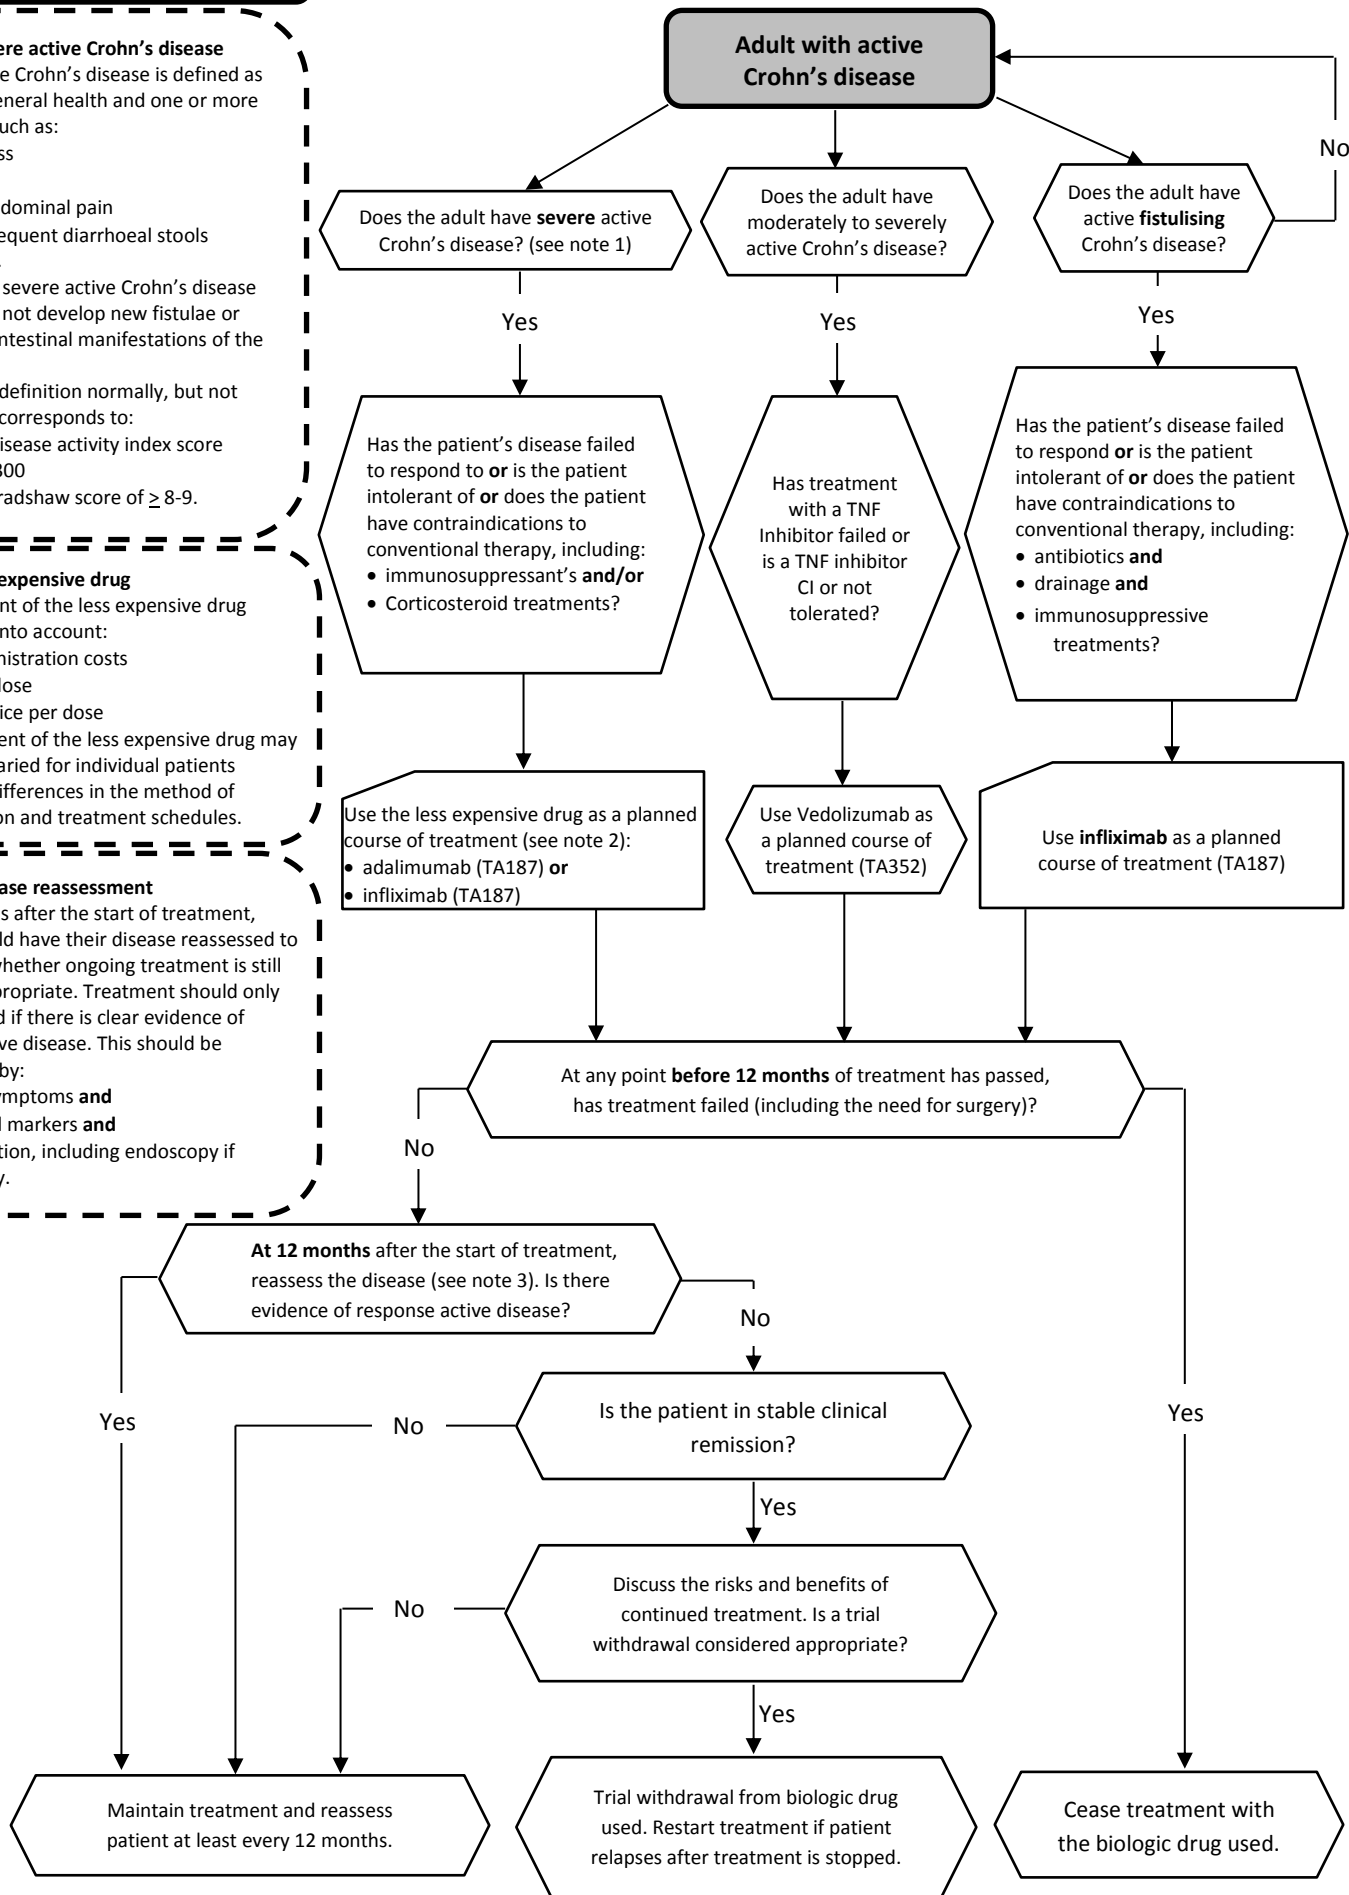 ere active Crohn’s disease
e Crohn’s disease is defined as
eneral health and one or more
uch as:
ss
dominal pain
equent diarrhoeal stools
severe active Crohn’s disease
not develop new fistulae or
intestinal manifestations of the
definition normally, but not
corresponds to:
isease activity index score
300
radshaw score of ≥ 8-9.
expensive drug
nt of the less expensive drug
nto account:
nistration costs
dose
ice per dose
ent of the less expensive drug may
aried for individual patients
ifferences in the method of
on and treatment schedules.
ase reassessment
s after the start of treatment,
ld have their disease reassessed to
whether ongoing treatment is still
propriate. Treatment should only
d if there is clear evidence of
ve disease. This should be
by:
ymptoms and
l markers and
tion, including endoscopy if
y.
Adult with active
Crohn’s disease
No
Does the adult have severe active
Crohn’s disease? (see note 1)
Does the adult have
moderately to severely
active Crohn’s disease?
Does the adult have
active fistulising
Crohn’s disease?
Yes
Yes
Yes
Has the patient’s disease failed
to respond to or is the patient
intolerant of or does the patient
have contraindications to
conventional therapy, including:
• immunosuppressant’s and/or
• Corticosteroid treatments?
Has treatment
with a TNF
Inhibitor failed or
is a TNF inhibitor
CI or not
tolerated?
Has the patient’s disease failed
to respond or is the patient
intolerant of or does the patient
have contraindications to
conventional therapy, including:
• antibiotics and
• drainage and
• immunosuppressive
treatments?
Use the less expensive drug as a planned
course of treatment (see note 2):
• adalimumab (TA187) or
• infliximab (TA187)
Use Vedolizumab as
a planned course of
treatment (TA352)
Use infliximab as a planned
course of treatment (TA187)
At any point before 12 months of treatment has passed,
has treatment failed (including the need for surgery)?
No
At 12 months after the start of treatment,
reassess the disease (see note 3). Is there
evidence of response active disease?
No
Yes
No
Is the patient in stable clinical
remission?
Yes
Yes
Discuss the risks and benefits of
continued treatment. Is a trial
withdrawal considered appropriate?
No
Yes
Maintain treatment and reassess
patient at least every 12 months.
Trial withdrawal from biologic drug
used. Restart treatment if patient
relapses after treatment is stopped.
Cease treatment with
the biologic drug used.